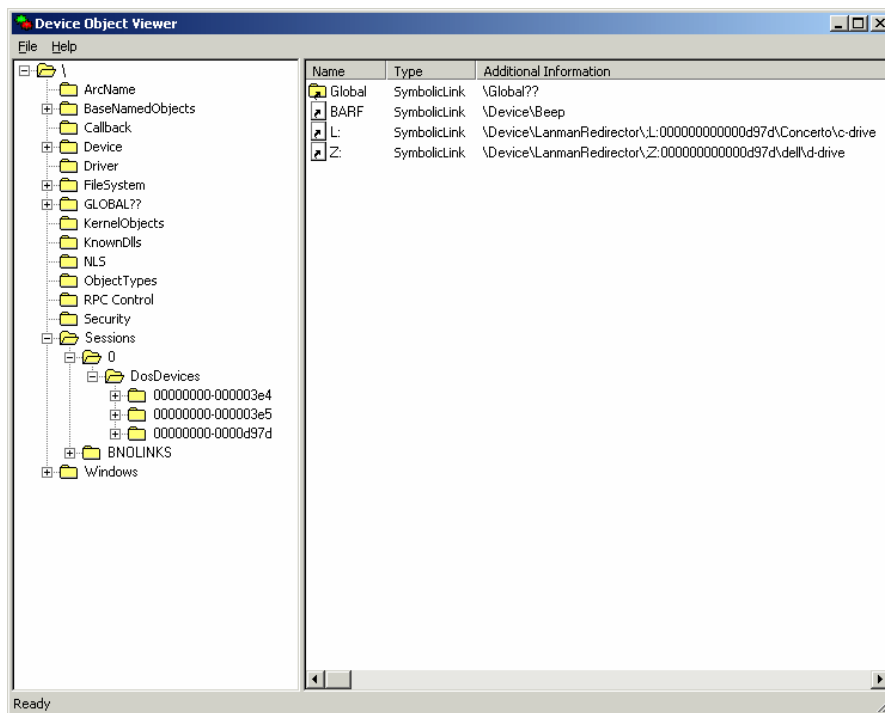 Device Object Viewer
File Help
\
ArcName
BaseNamedObjects
Callback
Device
Driver
FileSystem
GLOBAL??
KernelObjects
KnownDlls
NLS
ObjectTypes
RPC Control
Security
Sessions
0
DosDevices
00000000-000003e4
00000000-000003e5
00000000-0000d97d
BNOLINKS
Windows
Name Type Additional Information
Global SymbolicLink \Global??
BARF SymbolicLink \Device\Beep
L: SymbolicLink \Device\LanmanRedirector\;L:000000000000d97d\Concerto\c-drive
Z: SymbolicLink \Device\LanmanRedirector\;Z:000000000000d97d\dell\d-drive
Ready